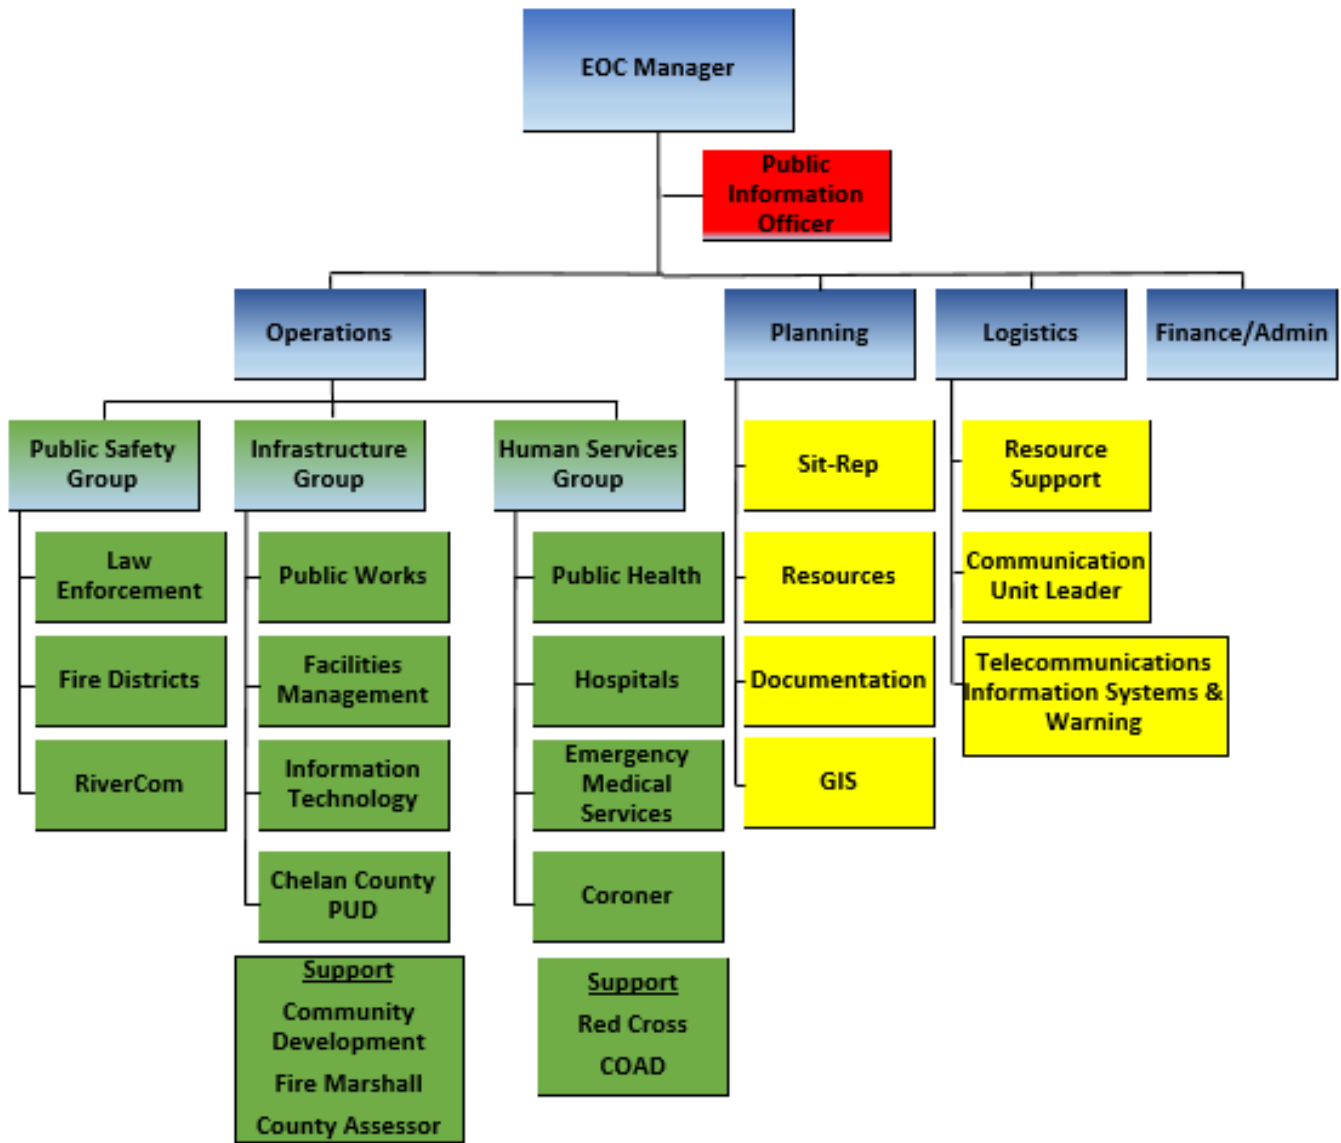 EOC Manager
Public
Information
Officer
Operations
Planning
Logistics
Finance/Admin
Public Safety
Group
Infrastructure
Group
Human Services
Group
Sit-Rep
Resource
Support
Law
Enforcement
Public Works
Public Health
Resources
Communication
Unit Leader
Fire Districts
Facilities
Management
Hospitals
Documentation
Telecommunications
Information Systems &
Warning
RiverCom
Information
Technology
Emergency
Medical
Services
GIS
Chelan County
PUD
Coroner
Support
Community
Development
Fire Marshall
County Assessor
Support
Red Cross
COAD